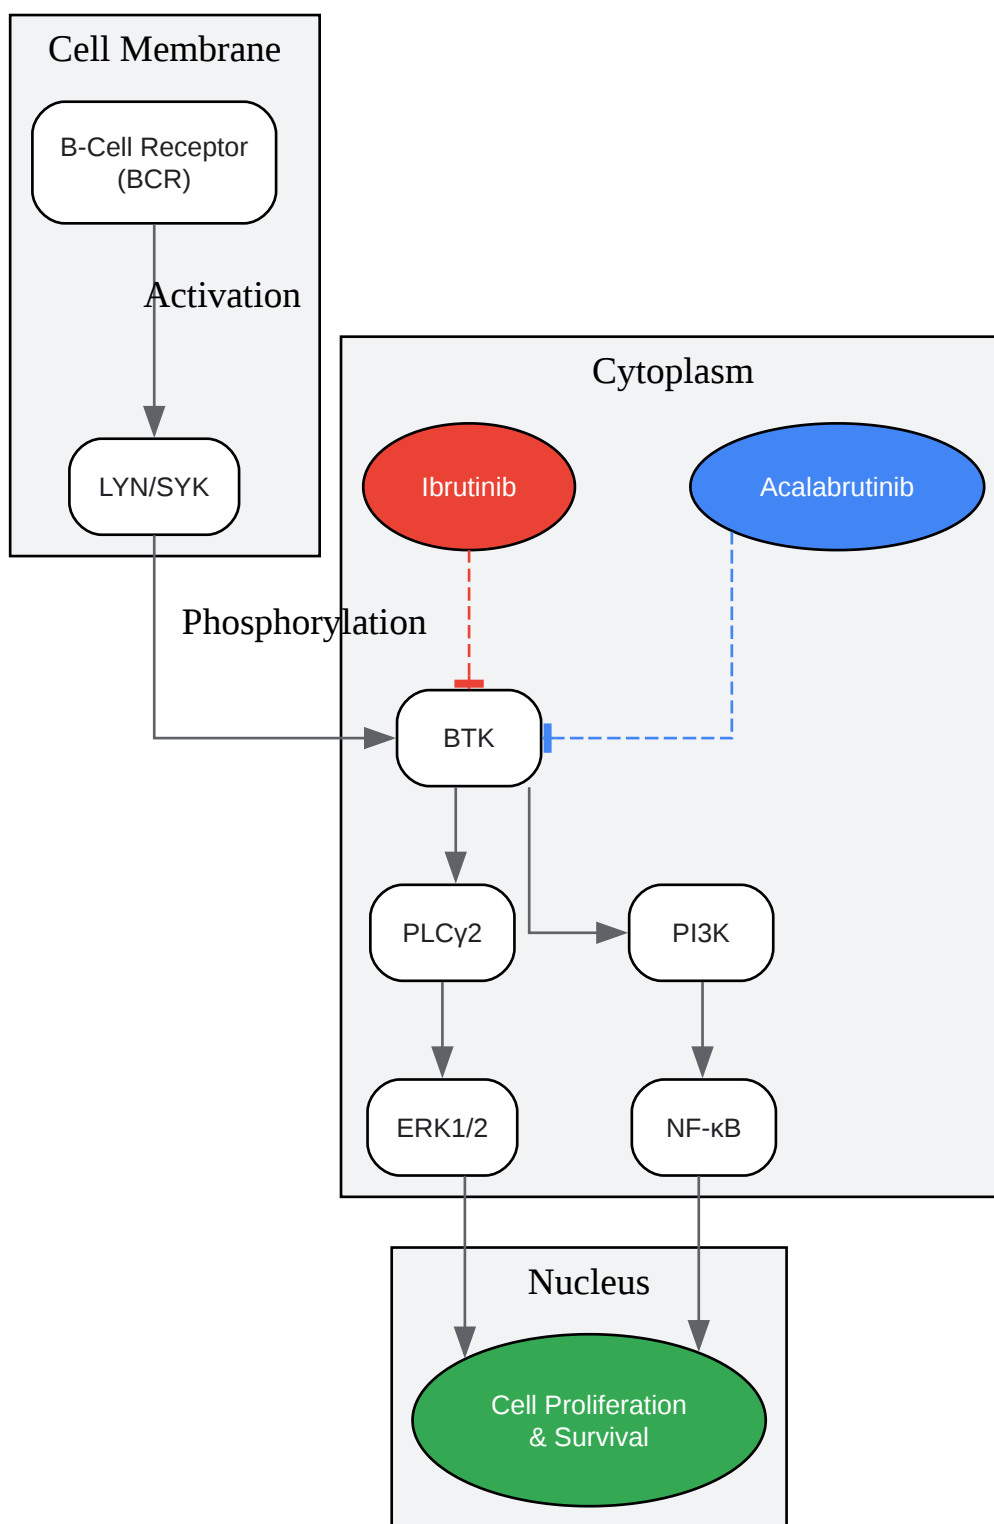 Cell Membrane
B-Cell Receptor
(BCR)
Activation
LYN/SYK
Cytoplasm
Ibrutinib
Acalabrutinib
Phosphorylation
BTK
PLCγ2
PI3K
ERK1/2
NF-κB
Nucleus
Cell Proliferation
& Survival